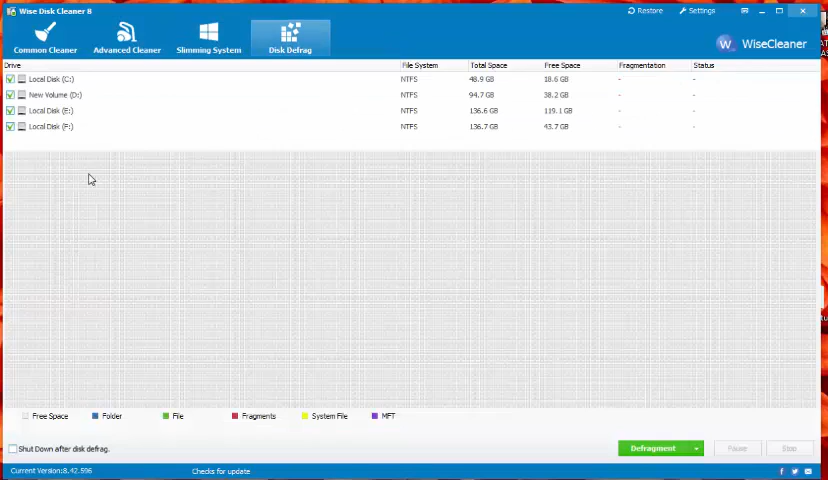 Wise Disk Cleaner 8
Restore
Settings
Common Cleaner
Advanced Cleaner
Slimming System
Disk Defrag
W.
WiseCleaner
Drive File System Total Space Free Space Fragmentation Status
Local Disk (C:) NTFS 48.9 GB 18.6 GB - -
New Volume (D:) NTFS 94.7 GB 38.2 GB - -
Local Disk (E:) NTFS 136.6 GB 119.1 GB - -
Local Disk (F:) NTFS 136.7 GB 43.7 GB - -
Free Space Folder File Fragments System File MFT
Shut Down after disk defrag.
Defragment
Pause
Stop
Current Version:8.42.596
Checks for update